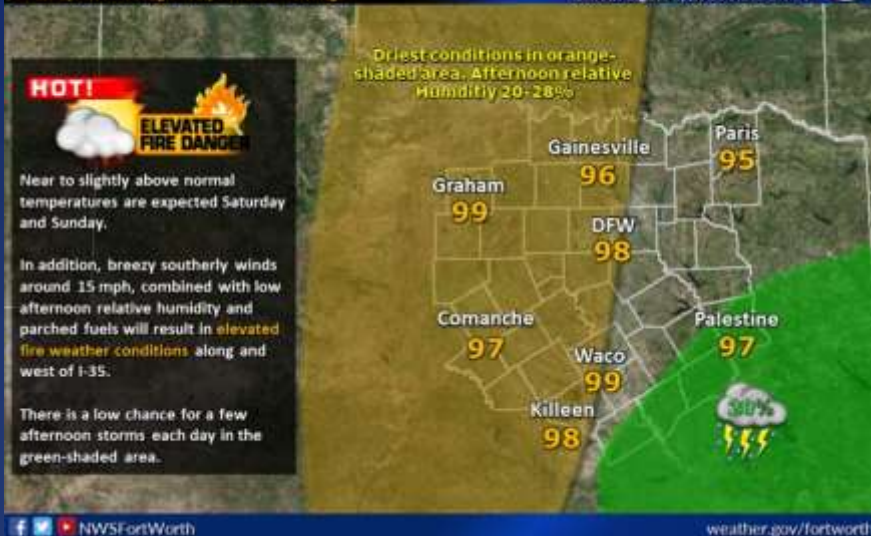 HOT!
ELEVATED
FIRE DANGER
Near to slightly above normal
temperatures are expected Saturday
and Sunday.
In addition, breezy southerly winds
around 15 mph, combined with low
afternoon relative humidity and
parched fuels will result in elevated
fire weather conditions along and
west of I-35.
There is a low chance for a few
afternoon storms each day in the
green-shaded area.
Driest conditions in orange-
shaded area. Afternoon relative
Humditiy 20-28%
Gainesville
96
Paris
95
Graham
99
DFW
98
Comanche
97
Palestine
97
Waco
99
Killeen
98
NWSFortWorth
weather.gov/fortworth